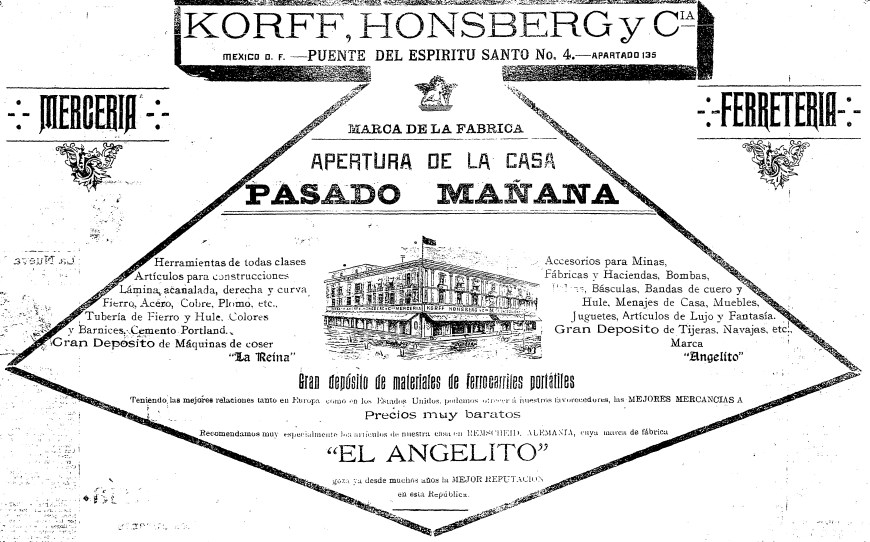 KORFF, HONSBERG y CIA
MEXICO D. F. — PUENTE DEL ESPIRITU SANTO No. 4. — APARTADO 135
MERCERIA
FERRETERIA
MARCA DE LA FABRICA
APERTURA DE LA CASA
PASADO MAÑANA
Herramientas de todas clases
Artículos para construcciones
Lámina, acanalada, derecha y curva
Fierro, Acero, Cobre, Plomo, etc.,
Tubería de Fierro y Hule, Colores
y Barnices, Cemento Portland.,
Gran Deposito de Máquinas de coser
"La Reina"
MERCERIA KORFF HONSBERG y Cia
Accesorios para Minas,
Fábricas y Haciendas, Bombas,
Básculas, Bandas de cuero y
Hule. Menajes de Casa, Muebles,
Juguetes, Artículos de Lujo y Fantasía.
Gran Deposito de Tijeras, Navajas, etc.,
Marca
"Angelito"
Gran depósito de materiales de ferrocarriles portátiles
Teniendo las mejores relaciones tanto en Europa como en los Estados Unidos, podemos ofrecer á nuestros favorecedores, las MEJORES MERCANCIAS A
Precios muy baratos
Recomendamos muy especialmente los artículos de nuestra casa en REMSCHEID, ALEMANIA, cuya marca de fábrica
"EL ANGELITO"
goza ya desde muchos años la MEJOR REPUTACION
en esta República.